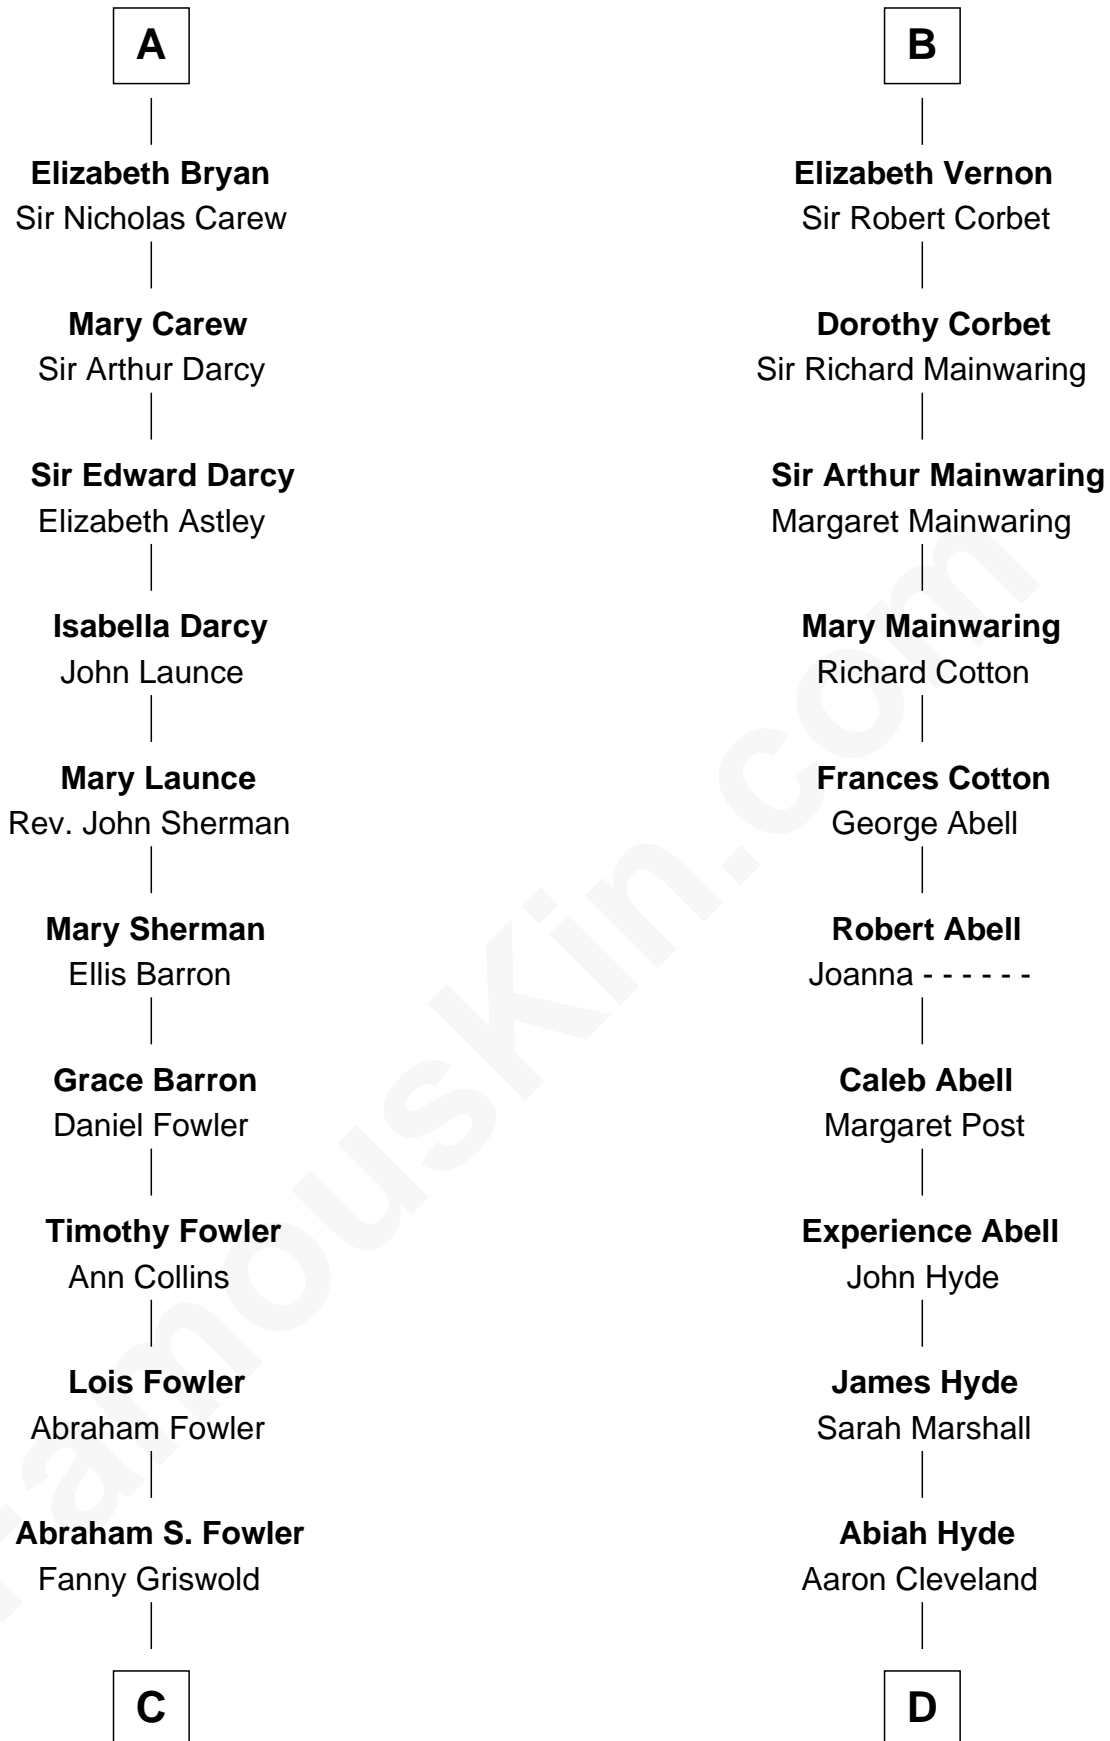 A
Elizabeth Bryan
Sir Nicholas Carew
Mary Carew
Sir Arthur Darcy
Sir Edward Darcy
Elizabeth Astley
Isabella Darcy
John Launce
Mary Launce
Rev. John Sherman
Mary Sherman
Ellis Barron
Grace Barron
Daniel Fowler
Timothy Fowler
Ann Collins
Lois Fowler
Abraham Fowler
Abraham S. Fowler
Fanny Griswold
C
B
Elizabeth Vernon
Sir Robert Corbet
Dorothy Corbet
Sir Richard Mainwaring
Sir Arthur Mainwaring
Margaret Mainwaring
Mary Mainwaring
Richard Cotton
Frances Cotton
George Abell
Robert Abell
Joanna - - - - - -
Caleb Abell
Margaret Post
Experience Abell
John Hyde
James Hyde
Sarah Marshall
Abiah Hyde
Aaron Cleveland
D
FamousKin.com